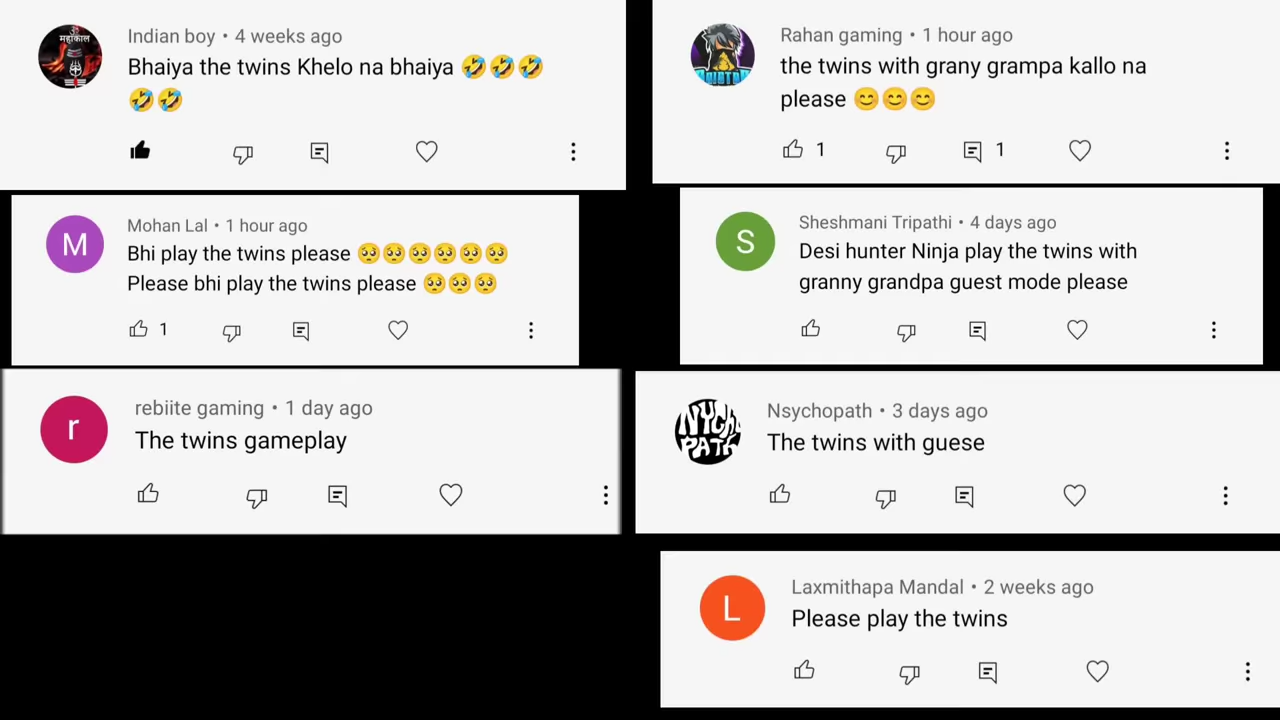 महाकाल
Indian boy • 4 weeks ago
Bhaiya the twins Khelo na bhaiya 🤣🤣🤣
🤣🤣
Rahan gaming • 1 hour ago
the twins with grany grampa kallo na
please 😊😊😊
1
1
M
Mohan Lal • 1 hour ago
Bhi play the twins please 🥺🥺🥺🥺🥺🥺
Please bhi play the twins please 🥺🥺🥺
1
S
Sheshmani Tripathi • 4 days ago
Desi hunter Ninja play the twins with
granny grandpa guest mode please
r
rebiite gaming • 1 day ago
The twins gameplay
NYCHO
PATH
Nsychopath • 3 days ago
The twins with guese
L
Laxmithapa Mandal • 2 weeks ago
Please play the twins